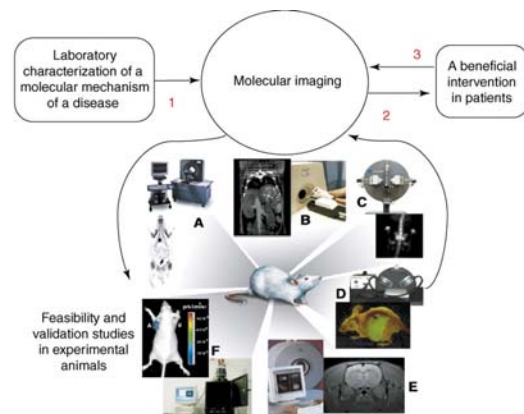 Laboratory
characterization of a
molecular mechanism
of a disease
1
Molecular imaging
3
2
A beneficial
intervention
in patients
A
B
C
D
E
F
Feasibility and
validation studies
in experimental
animals
A